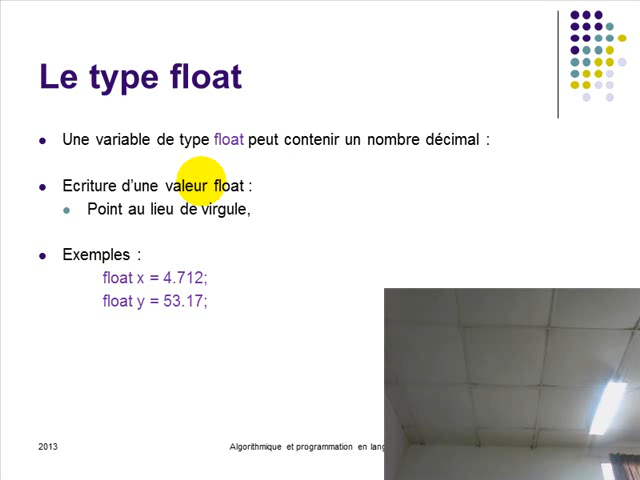 Le type float
Une variable de type float peut contenir un nombre décimal :
Ecriture d'une valeur float :
Point au lieu de virgule,
Exemples :
float x = 4.712;
float y = 53.17;
2013
Algorithmique et programmation en